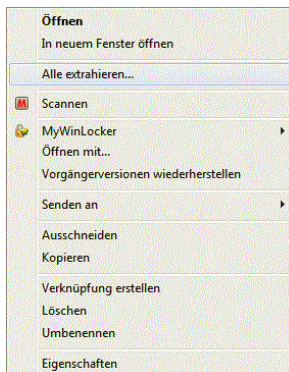 Öffnen
In neuem Fenster öffnen
Alle extrahieren...
Scannen
MyWinLocker
Öffnen mit...
Vorgängerversionen wiederherstellen
Senden an
Ausschneiden
Kopieren
Verknüpfung erstellen
Löschen
Umbenennen
Eigenschaften